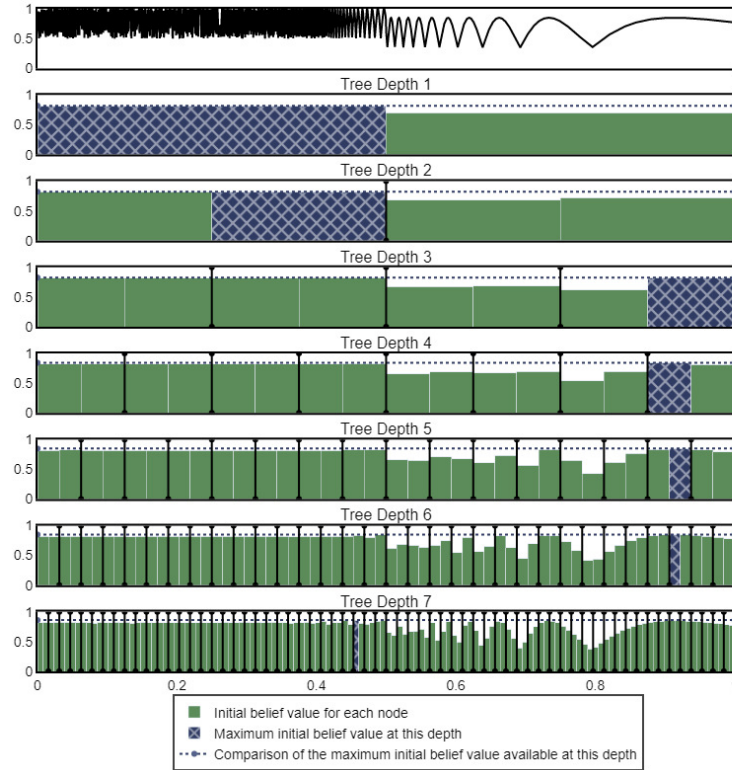 1
0.5
0
Tree Depth 1
1
0.5
0
Tree Depth 2
1
0.5
0
Tree Depth 3
1
0.5
0
Tree Depth 4
1
0.5
0
Tree Depth 5
1
0.5
0
Tree Depth 6
1
0.5
0
Tree Depth 7
1
0.5
0
0 0.2 0.4 0.6 0.8
Initial belief value for each node
Maximum initial belief value at this depth
Comparison of the maximum initial belief value available at this depth